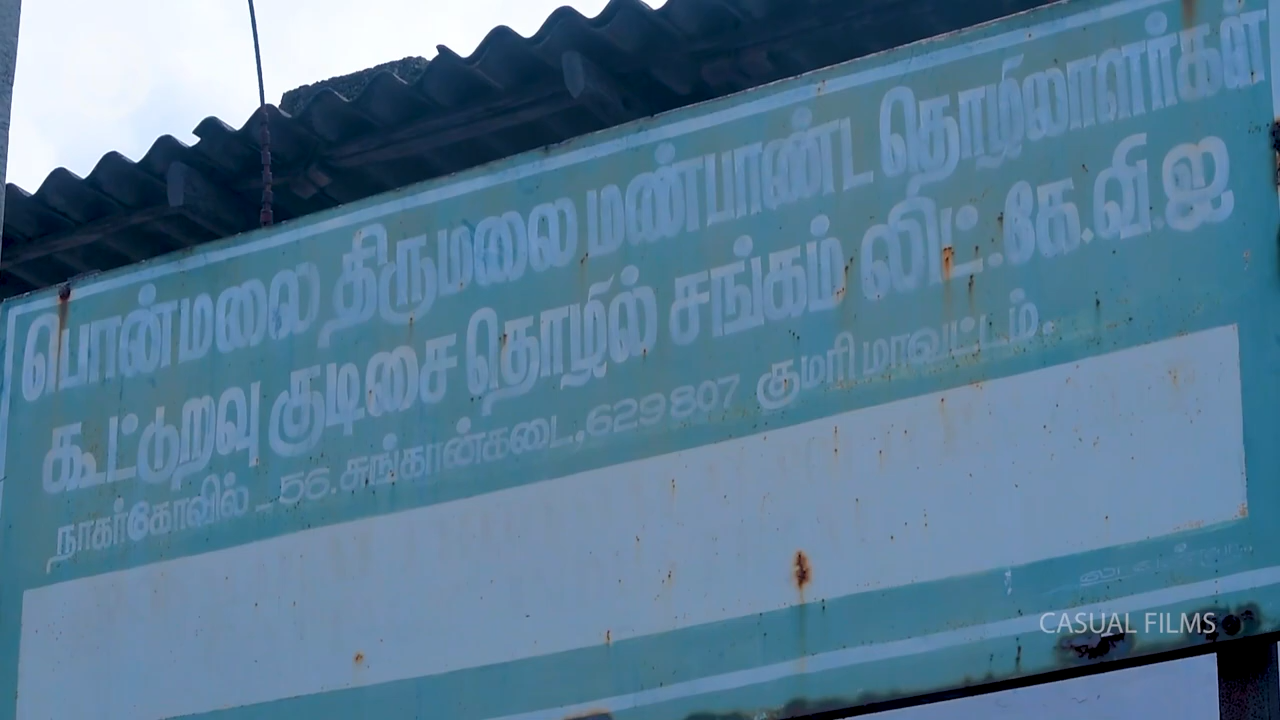 பொன்மலை திருமலை மண்பாண்ட தொழிலாளர்கள்
கூட்டுறவு குடிசை தொழில் சங்கம் லிட்.கே.வி.ஐ
நாகர்கோவில் - 56.சுங்கான்கடை,629807 குமரி மாவட்டம்.
CASUAL FILMS